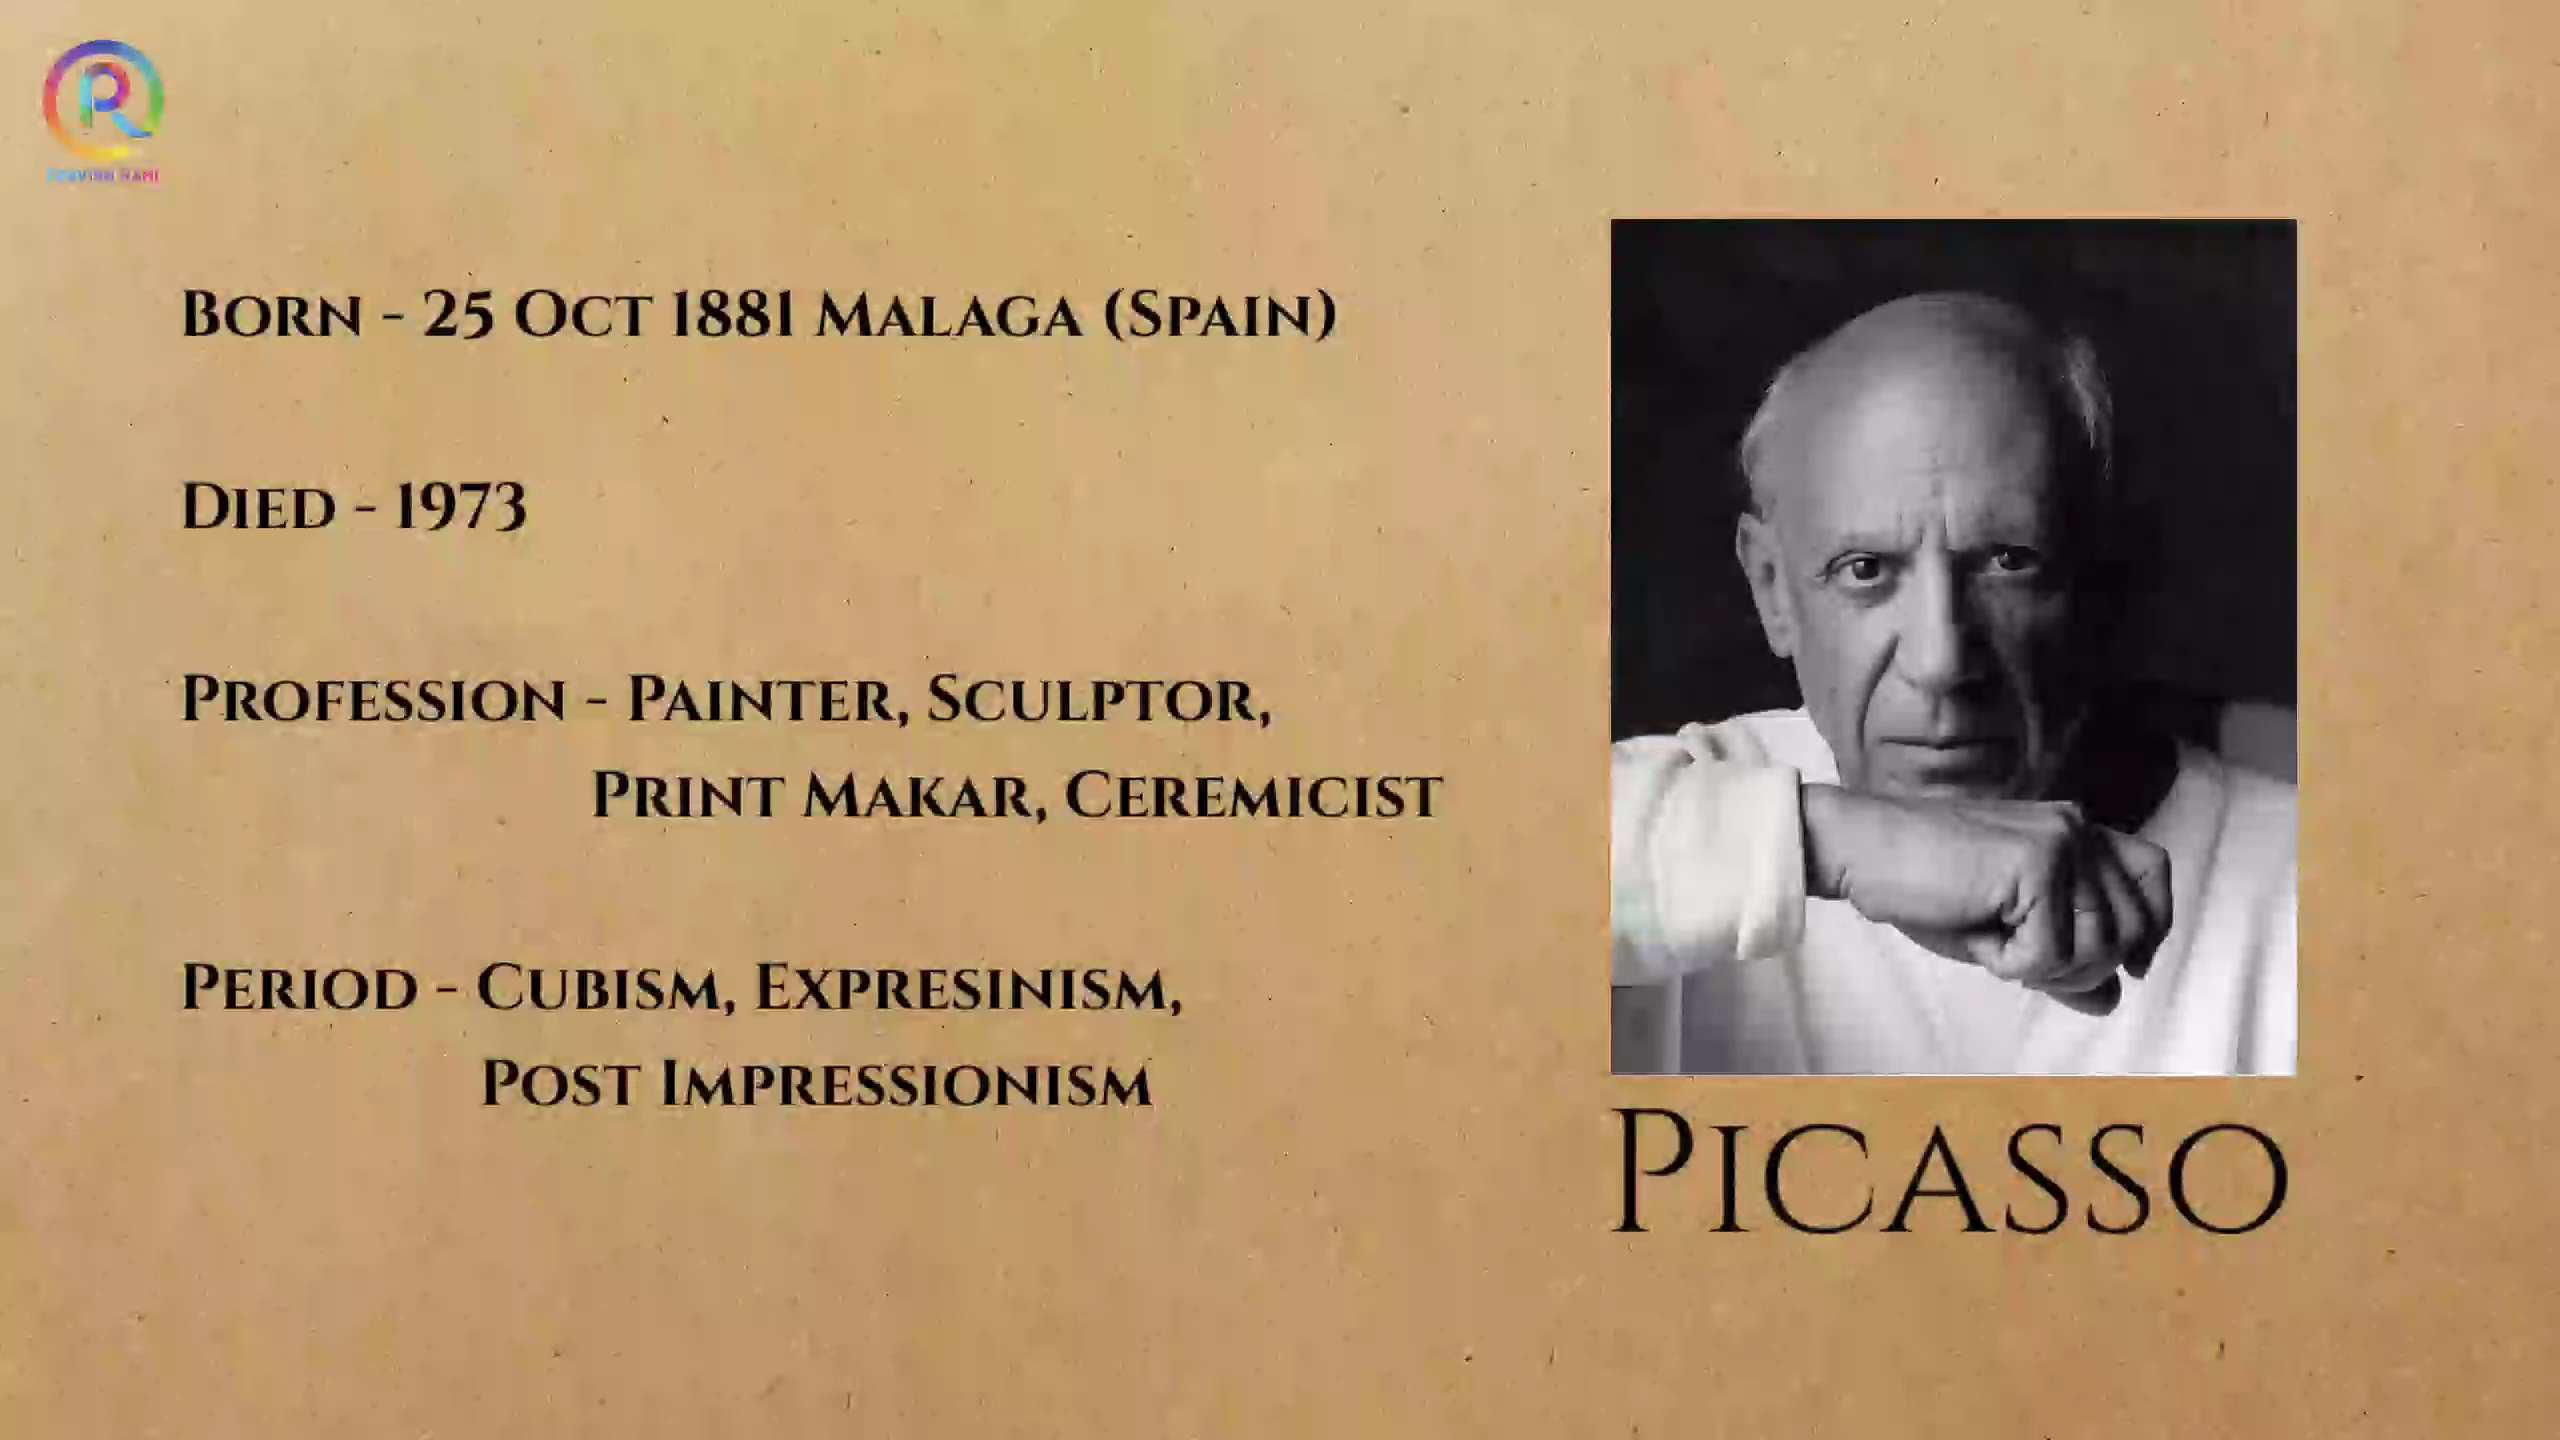 Born - 25 Oct 1881 Malaga (Spain)
Died - 1973
Profession - Painter, Sculptor,
Print Makar, Ceremicist
Period - Cubism, Expresinism,
Post Impressionism
Picasso